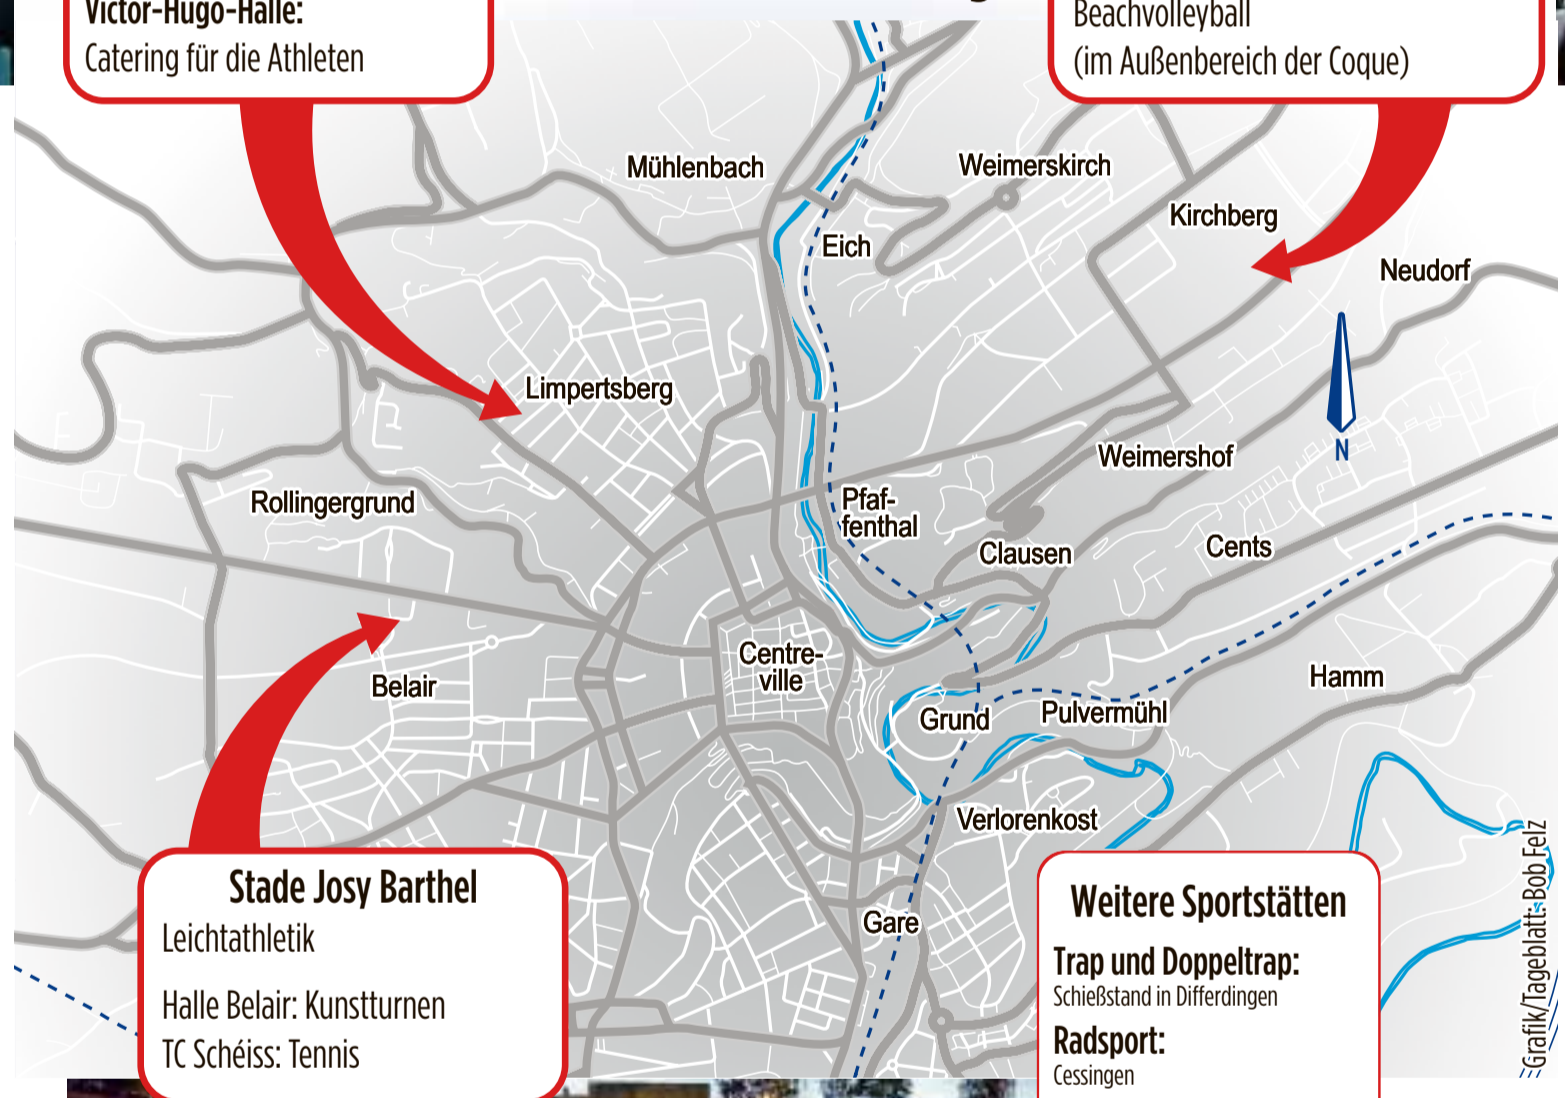 Victor-Hugo-Halle:
Catering für die Athleten
Beachvolleyball
(im Außenbereich der Coque)
Mühlenbach
Weimerskirch
Kirchberg
Eich
Neudorf
Limpertsberg
N
Weimershof
Rollingergrund
Pfaf-
fenthal
Clausen
Cents
Centre-
ville
Belair
Hamm
Grund
Pulvermühl
Verlorenkost
Gare
Stade Josy Barthel
Leichtathletik
Halle Belair: Kunstturnen
TC Schéiss: Tennis
Weitere Sportstätten
Trap und Doppeltrap:
Schießstand in Differdingen
Radsport:
Cessingen
Grafik/Tageblatt: Bob Felz